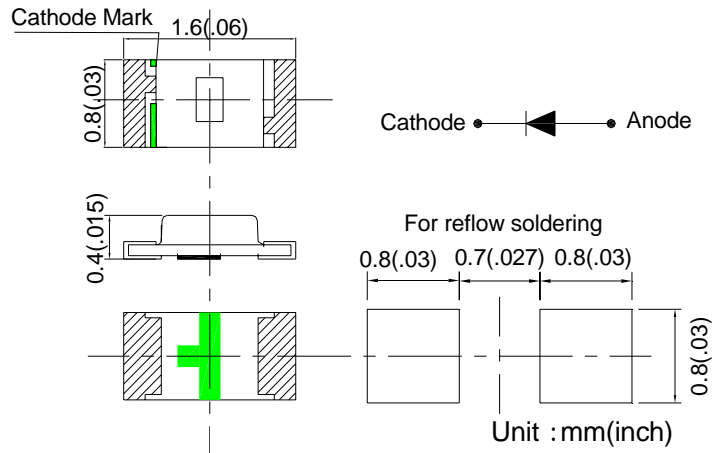 Cathode Mark
1.6(.06)
0.8(.03)
Cathode
Anode
0.4(.015)
For reflow soldering
0.8(.03)
0.7(.027)
0.8(.03)
0.8(.03)
Unit :mm(inch)